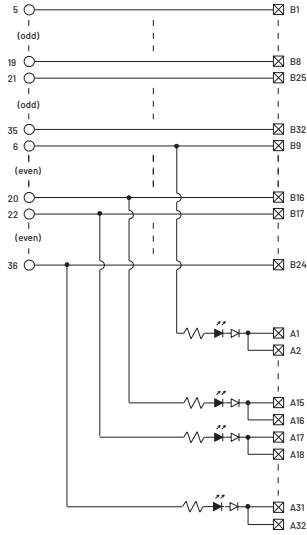 5 B1
(odd)
19 B8
21 B25
(odd)
35 B32
6 B9
(even)
20 B16
22 B17
(even)
36 B24
A1
A2
A15
A16
A17
A18
A31
A32